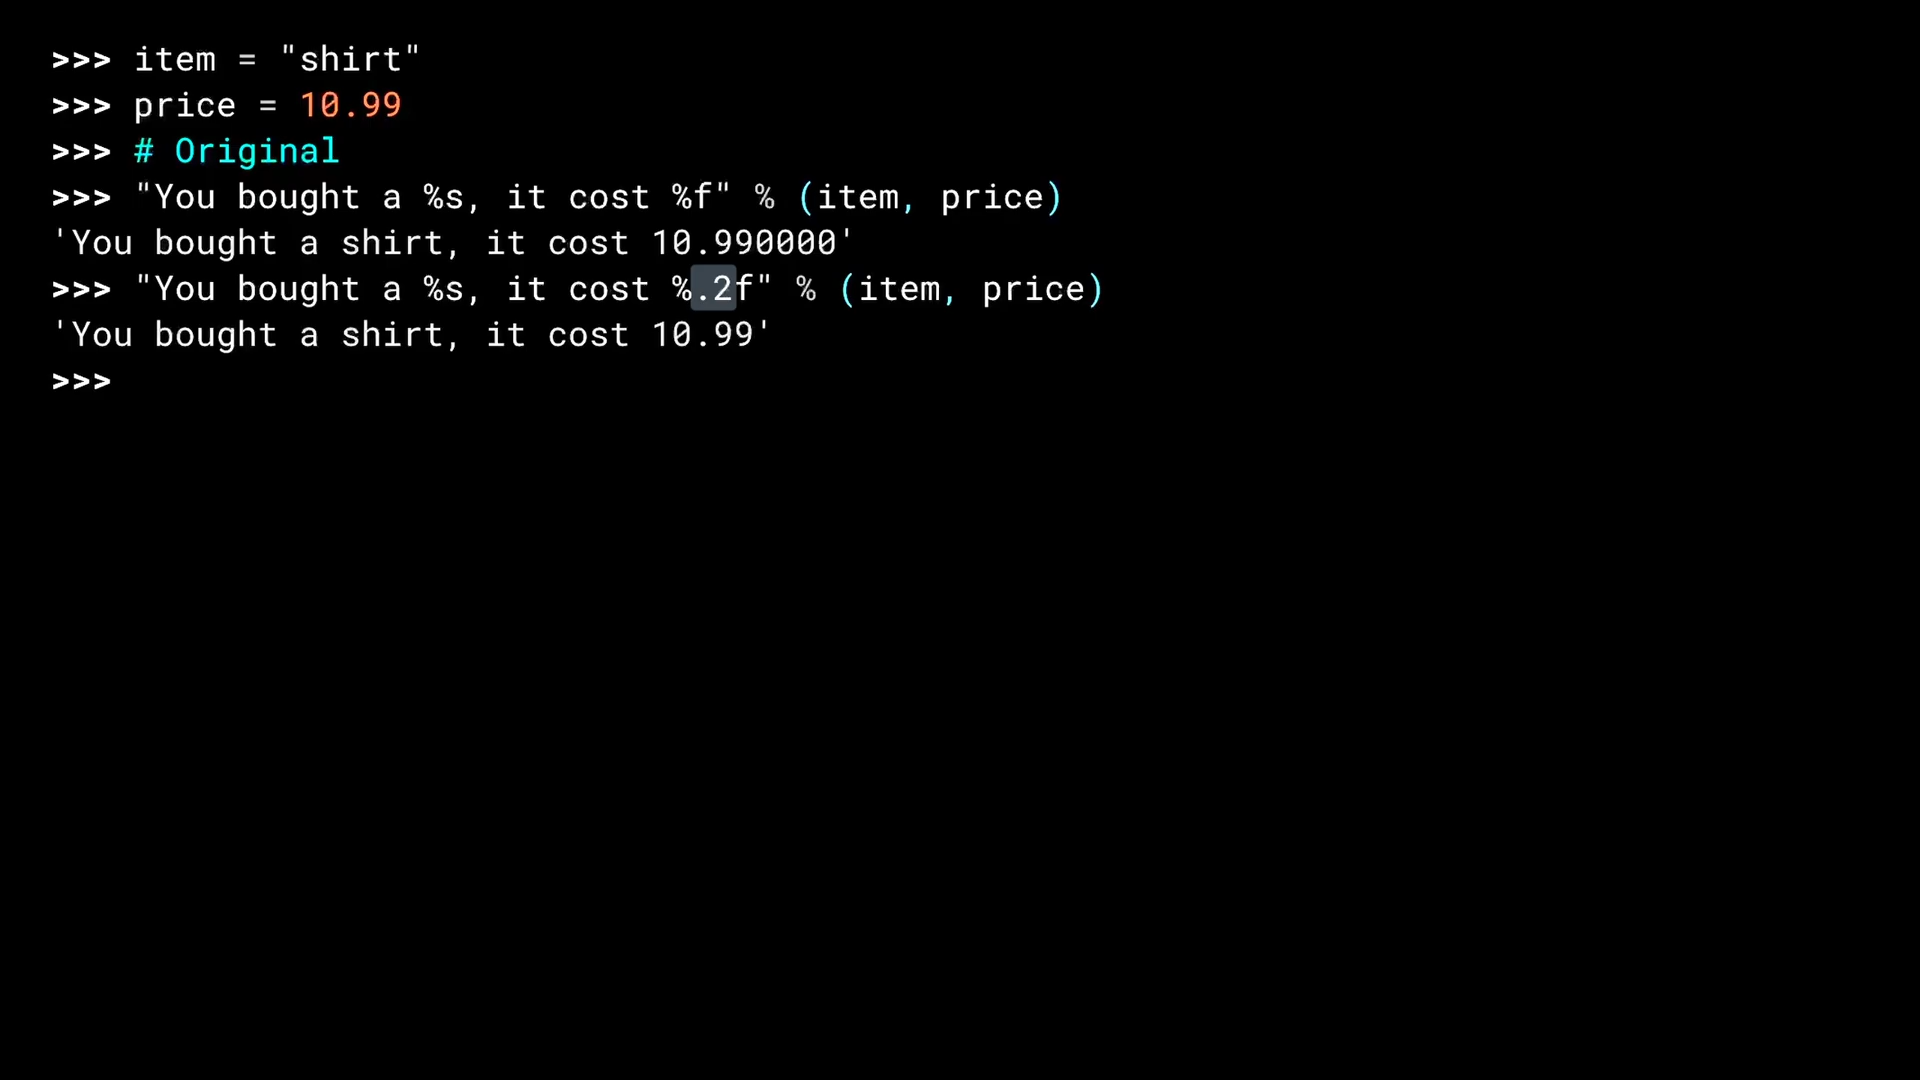 >>> item = "shirt"
>>> price = 10.99
>>> # Original
>>> "You bought a %s, it cost %f" % (item, price)
'You bought a shirt, it cost 10.990000'
>>> "You bought a %s, it cost %.2f" % (item, price)
'You bought a shirt, it cost 10.99'
>>>